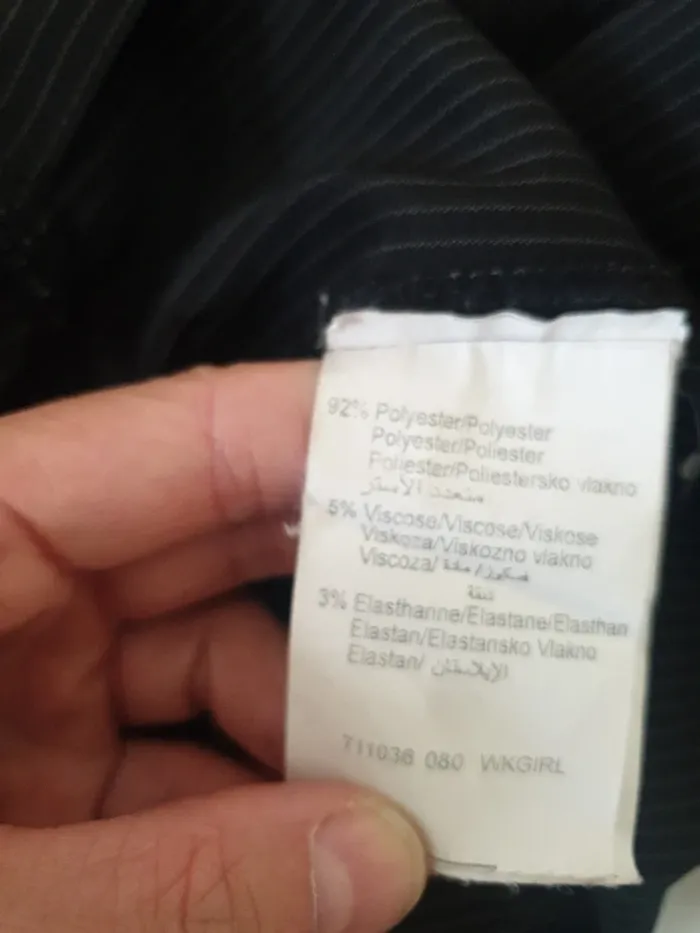 92% Polyester/Polyester
Polyester/Poliester
Poliester/Poliestersko vlakno
5% Viscose/Viscose/Viskose
Viskoza/Viskozno vlakno
Viscoza/
3% Elasthanne/Elastane/Elasthan
Elastan/Elastansko Vlakno
Elastan/ الإيلاستان
711036 080 WKGIRL